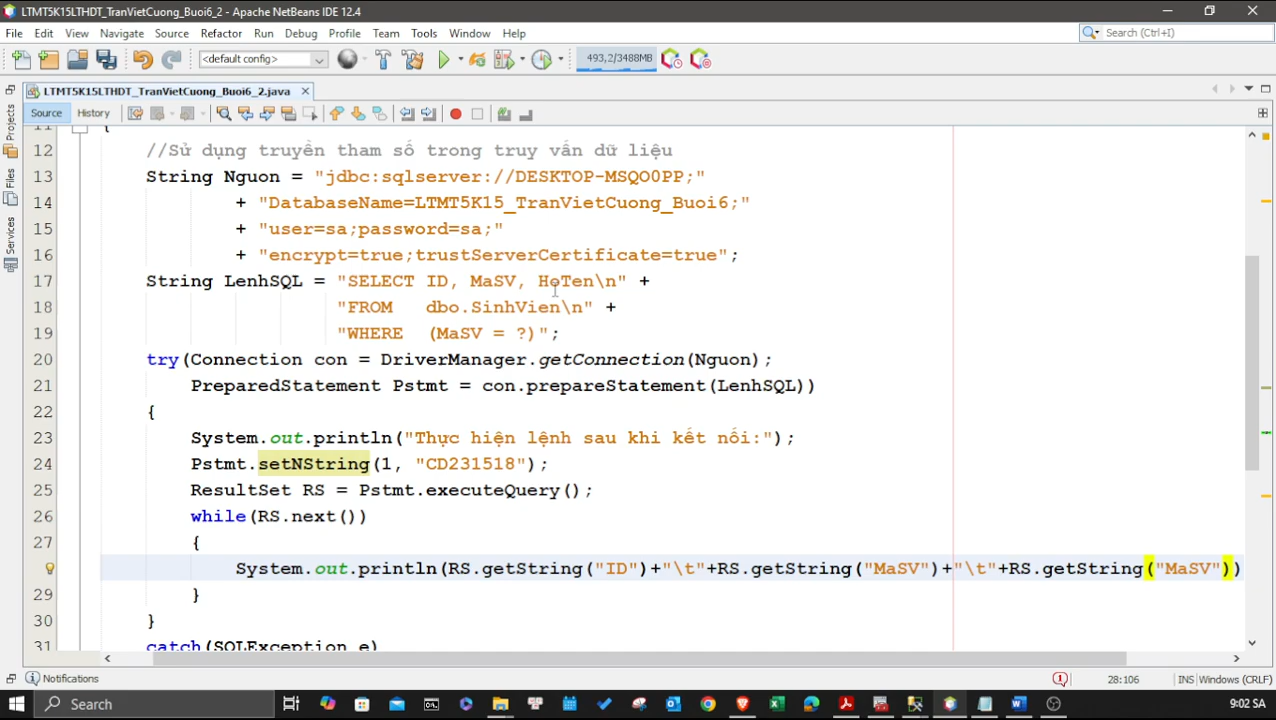 LTMT5K15LTHDT_TranVietCuong_Buoi6_2 - Apache NetBeans IDE 12.4
File Edit View Navigate Source Refactor Run Debug Profile Team Tools Window Help
Search (Ctrl+I)
<default config>
493,2/3488MB
LTMT5K15LTHDT_TranVietCuong_Buoi6_2.java
Source History
Projects
Files
Services
11 {
12 //Sử dụng truyền tham số trong truy vấn dữ liệu
13 String Nguon = "jdbc:sqlserver://DESKTOP-MSQO0PP;"
14 + "DatabaseName=LTMT5K15_TranVietCuong_Buoi6;"
15 + "user=sa;password=sa;"
16 + "encrypt=true;trustServerCertificate=true";
17 String LenhSQL = "SELECT ID, MaSV, HoTen\n" +
18 "FROM dbo.SinhVien\n" +
19 "WHERE (MaSV = ?)";
20 try(Connection con = DriverManager.getConnection(Nguon);
21 PreparedStatement Pstmt = con.prepareStatement(LenhSQL))
22 {
23 System.out.println("Thực hiện lệnh sau khi kết nối:");
24 Pstmt.setNString(1, "CD231518");
25 ResultSet RS = Pstmt.executeQuery();
26 while(RS.next())
27 {
System.out.println(RS.getString("ID")+"\t"+RS.getString("MaSV")+"\t"+RS.getString("MaSV"))
29 }
30 }
31 catch(SQLException e)
Notifications
28:106
INS Windows (CRLF)
Search
9:02 SA